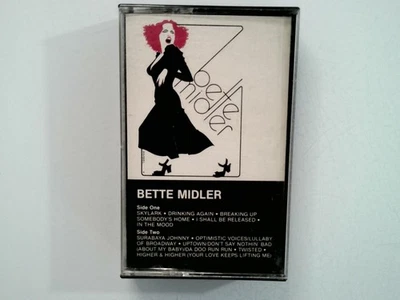 bette
midler
BETTE MIDLER
Side One
SKYLARK • DRINKING AGAIN • BREAKING UP
SOMEBODY'S HOME • I SHALL BE RELEASED •
IN THE MOOD
Side Two
SURABAYA JOHNNY • OPTIMISTIC VOICES/LULLABY
OF BROADWAY • UPTOWN/DON'T SAY NOTHIN' BAD
(ABOUT MY BABY)/DA DOO RUN RUN • TWISTED •
HIGHER & HIGHER (YOUR LOVE KEEPS LIFTING ME)